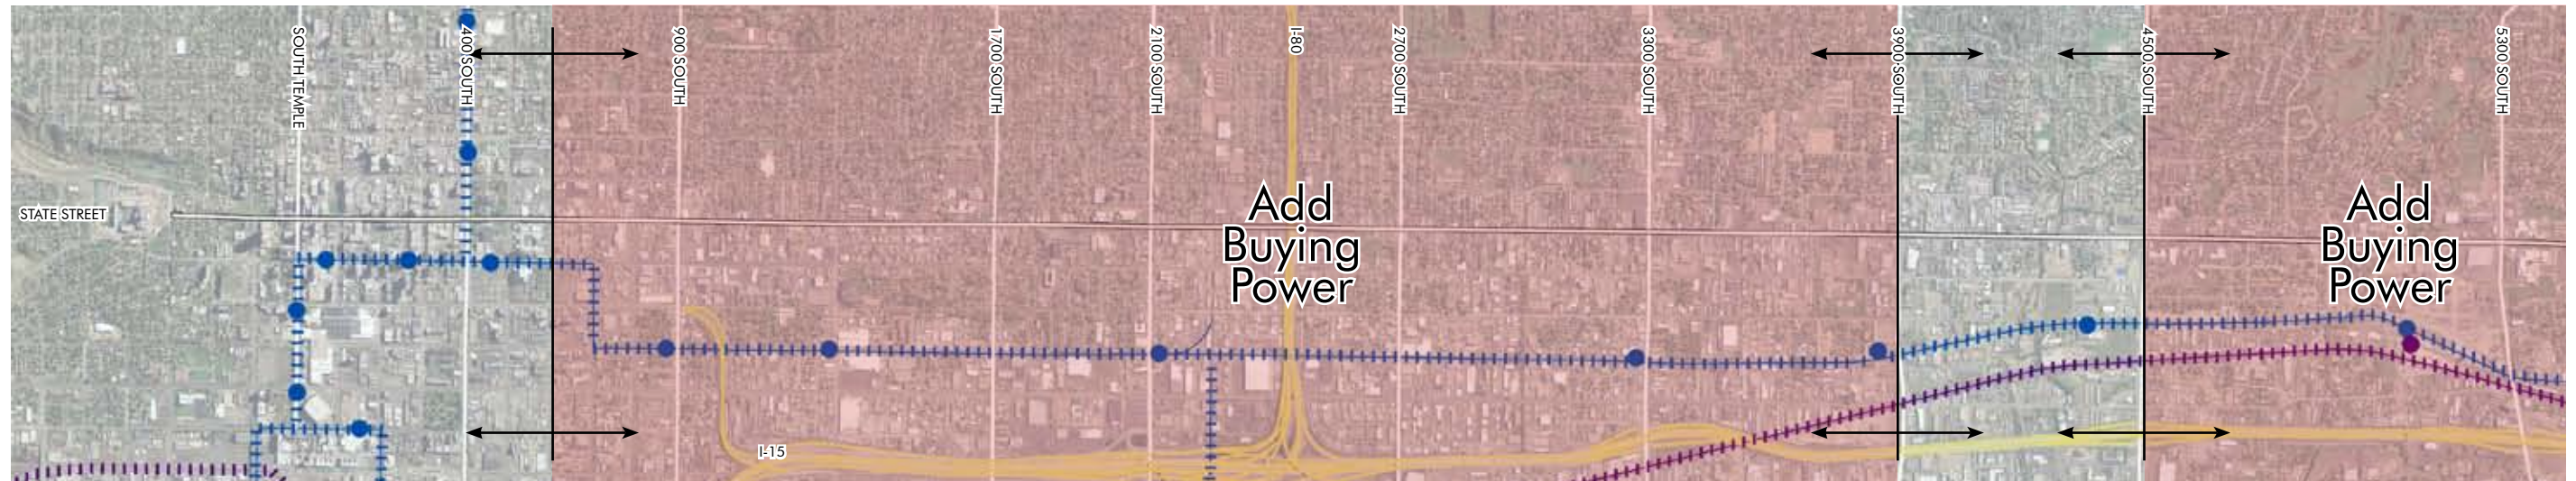 SOUTH TEMPLE
400 SOUTH
900 SOUTH
1700 SOUTH
2100 SOUTH
I-80
2700 SOUTH
3300 SOUTH
3900 SOUTH
4500 SOUTH
5300 SOUTH
STATE STREET
Add
Buying
Power
Add
Buying
Power
I-15